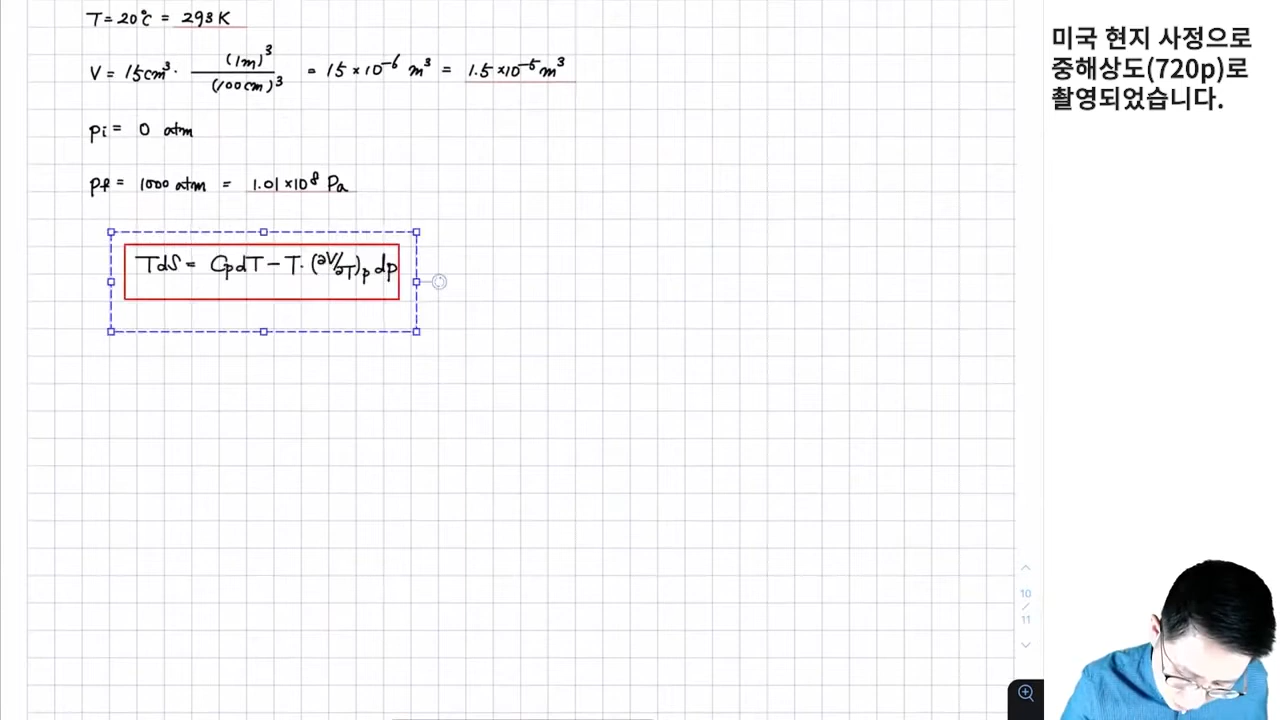 T = 20°C = 293 K
V = 15cm³ · (1m)³/(100cm)³ = 15 × 10⁻⁶ m³ = 1.5 × 10⁻⁵ m³
pi = 0 atm
pf = 1000 atm = 1.01 × 10⁸ Pa
TdS = CpdT − T · (∂V/∂T)p dp
미국 현지 사정으로
중해상도(720p)로
촬영되었습니다.
10
/
11